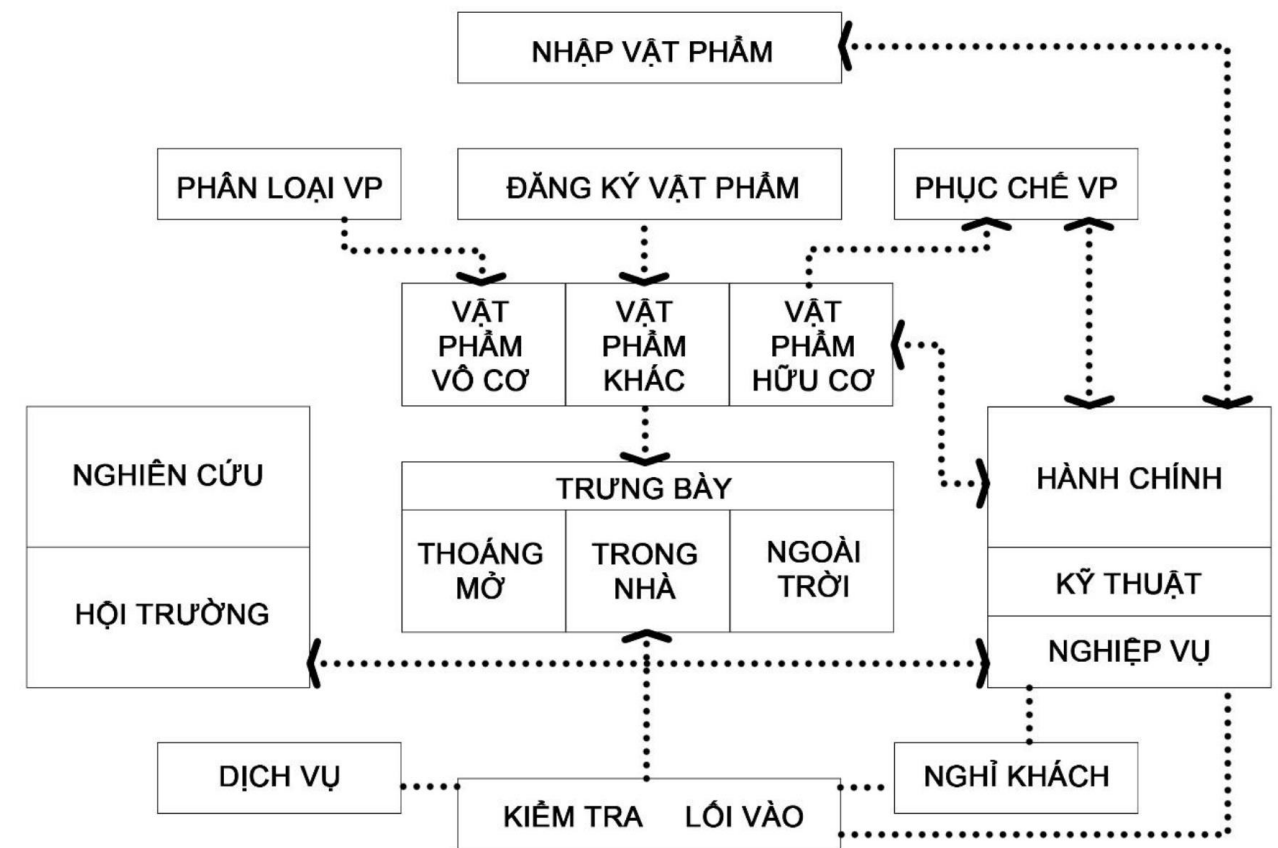 NHẬP VẬT PHẨM
PHÂN LOẠI VP
ĐĂNG KÝ VẬT PHẨM
PHỤC CHẾ VP
VẬT
PHẨM
VÔ CƠ
VẬT
PHẨM
KHÁC
VẬT
PHẨM
HỮU CƠ
NGHIÊN CỨU
HỘI TRƯỜNG
TRƯNG BÀY
THOÁNG
MỞ
TRONG
NHÀ
NGOÀI
TRỜI
HÀNH CHÍNH
KỸ THUẬT
NGHIỆP VỤ
DỊCH VỤ
KIỂM TRA LỐI VÀO
NGHỈ KHÁCH